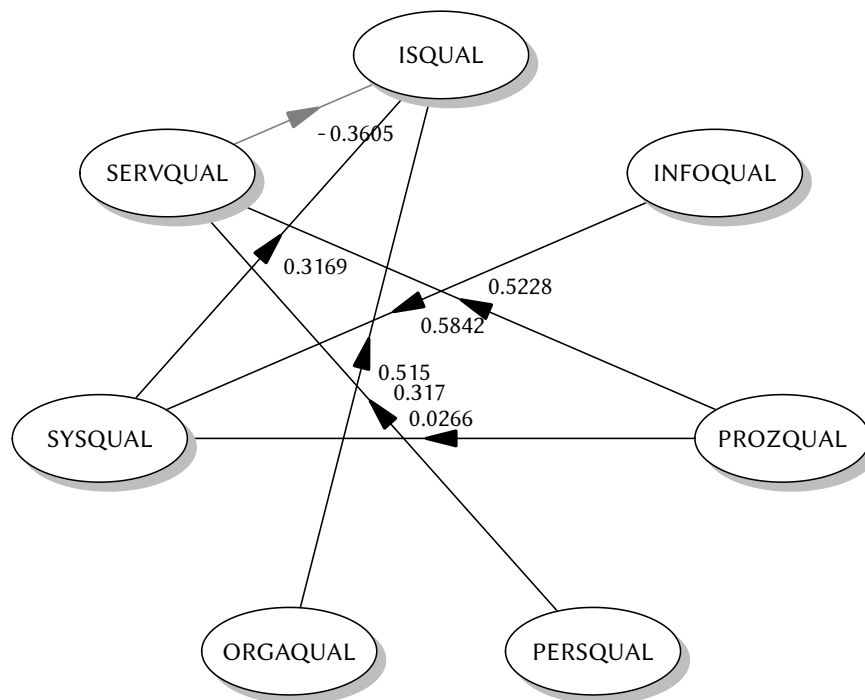 ISQUAL
-0.3605
SERVQUAL
INFOQUAL
0.3169
0.5228
0.5842
0.515
0.317
0.0266
SYSQUAL
PROZQUAL
ORGAQUAL
PERSQUAL